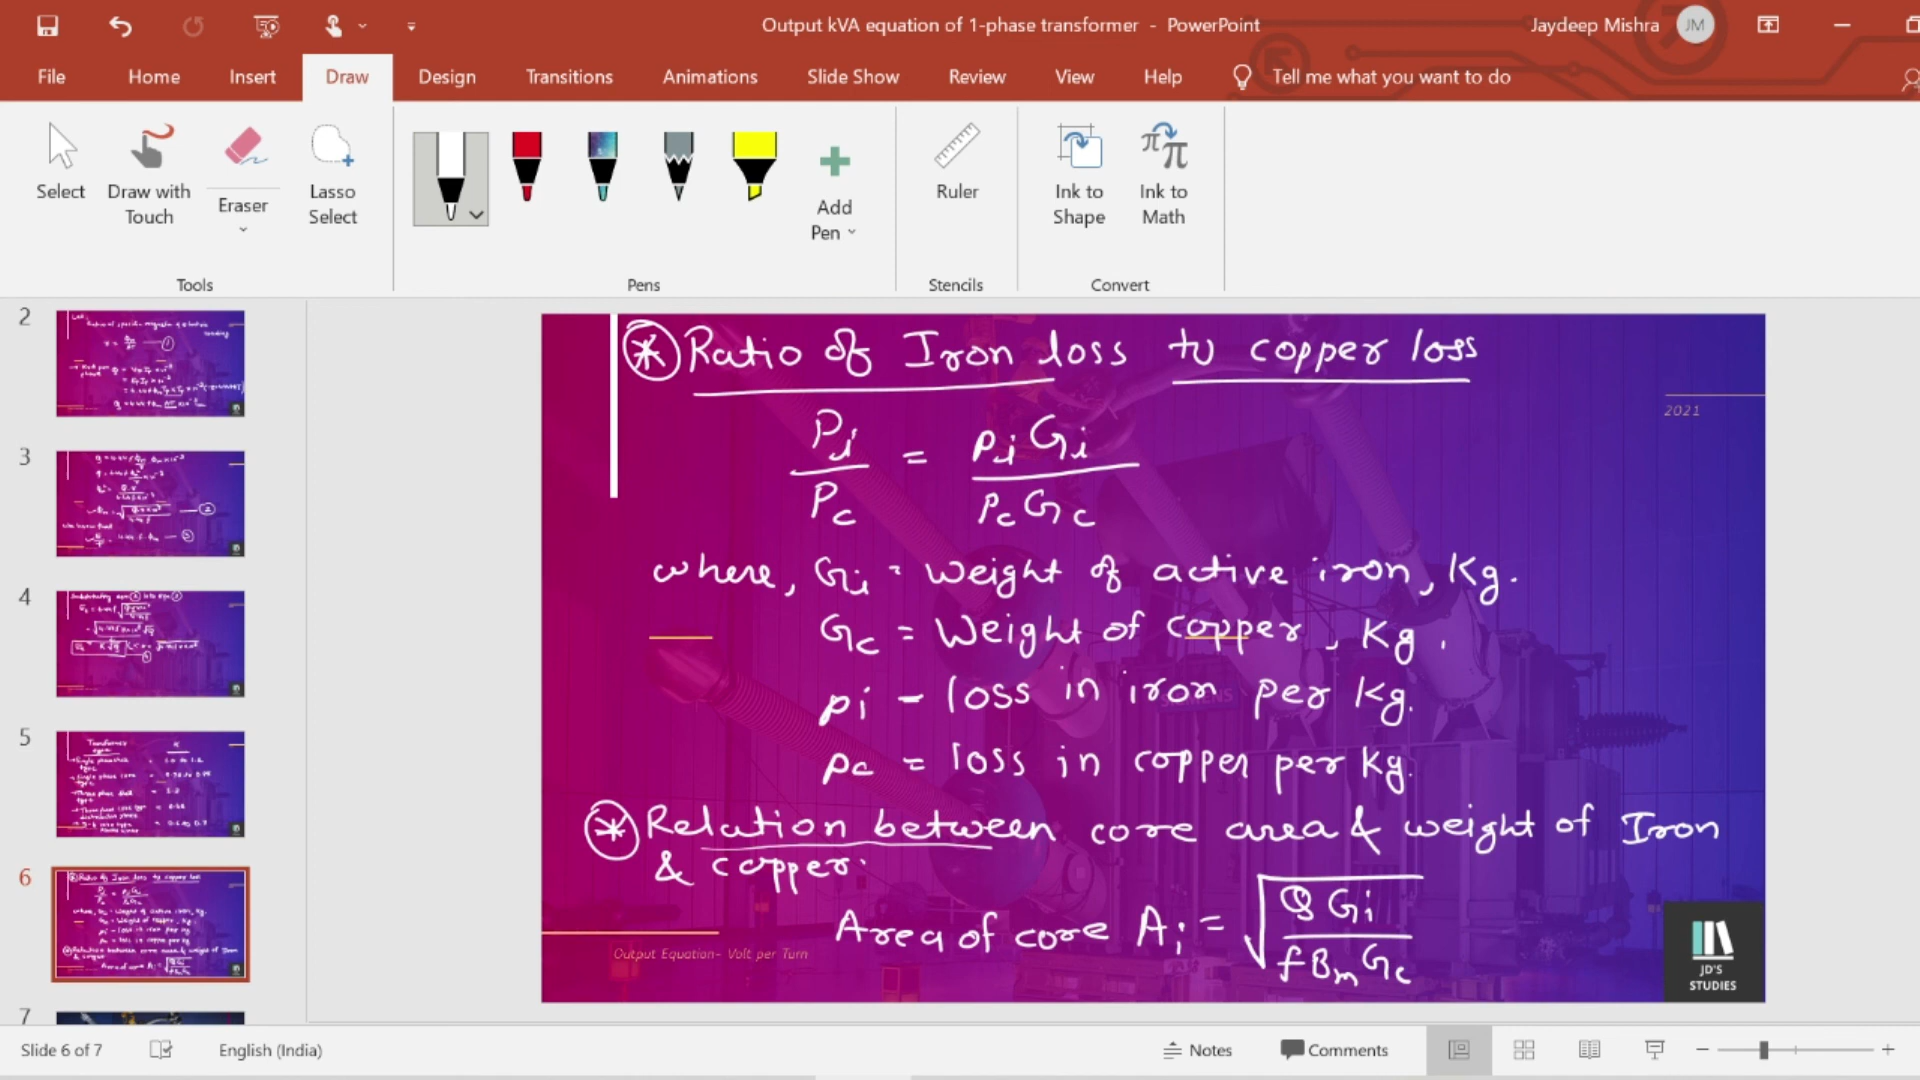 Output kVA equation of 1-phase transformer - PowerPoint
Jaydeep Mishra
JM
File Home Insert Draw Design Transitions Animations Slide Show Review View Help Tell me what you want to do
Select
Draw with Touch
Eraser
Lasso Select
Add Pen
Ruler
Ink to Shape
Ink to Math
Tools
Pens
Stencils
Convert
2
3
4
5
6
7
Ratio of Iron loss to copper loss
2021
Pi/Pc = pi Gi/pc Gc
where, Gi = weight of active iron, Kg.
Gc = Weight of copper, Kg.
pi - loss in iron per Kg.
pc = loss in copper per Kg.
Relation between core area & weight of Iron
& copper.
Area of core Ai = √(Q Gi / f Bm Gc)
Output Equation- Volt per Turn
JD'S
STUDIES
Slide 6 of 7
English (India)
Notes
Comments